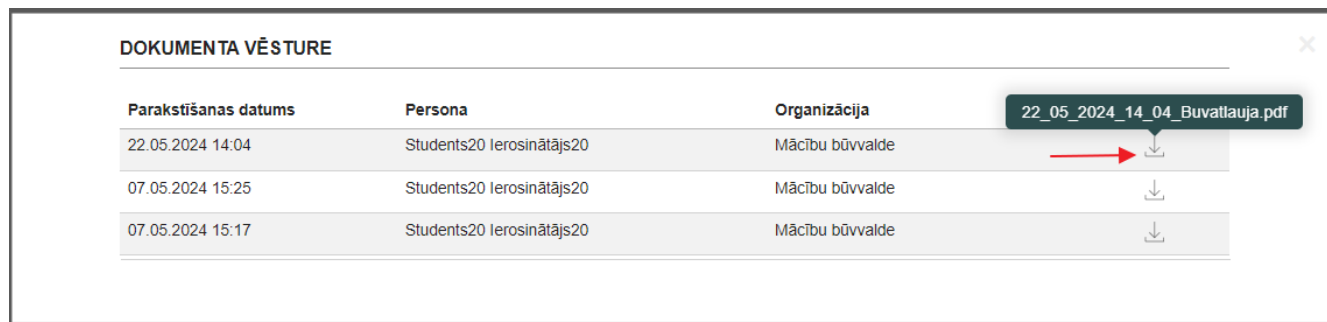 DOKUMENTA VĒSTURE
Parakstīšanas datums Persona Organizācija 22_05_2024_14_04_Buvatlauja.pdf
22.05.2024 14:04 Students20 Ierosinātājs20 Mācību būvvalde
07.05.2024 15:25 Students20 Ierosinātājs20 Mācību būvvalde
07.05.2024 15:17 Students20 Ierosinātājs20 Mācību būvvalde